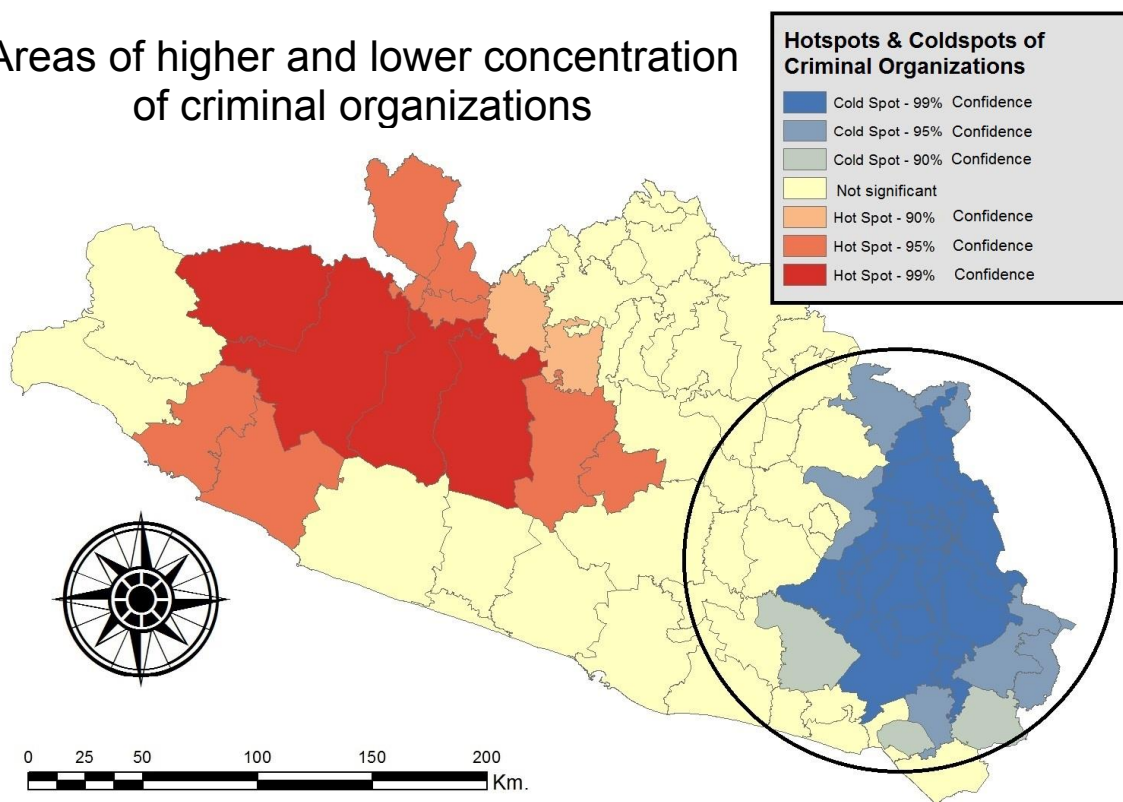 Areas of higher and lower concentration
of criminal organizations
Hotspots & Coldspots of
Criminal Organizations
Cold Spot - 99% Confidence
Cold Spot - 95% Confidence
Cold Spot - 90% Confidence
Not significant
Hot Spot - 90% Confidence
Hot Spot - 95% Confidence
Hot Spot - 99% Confidence
0 25 50 100 150 200
Km.